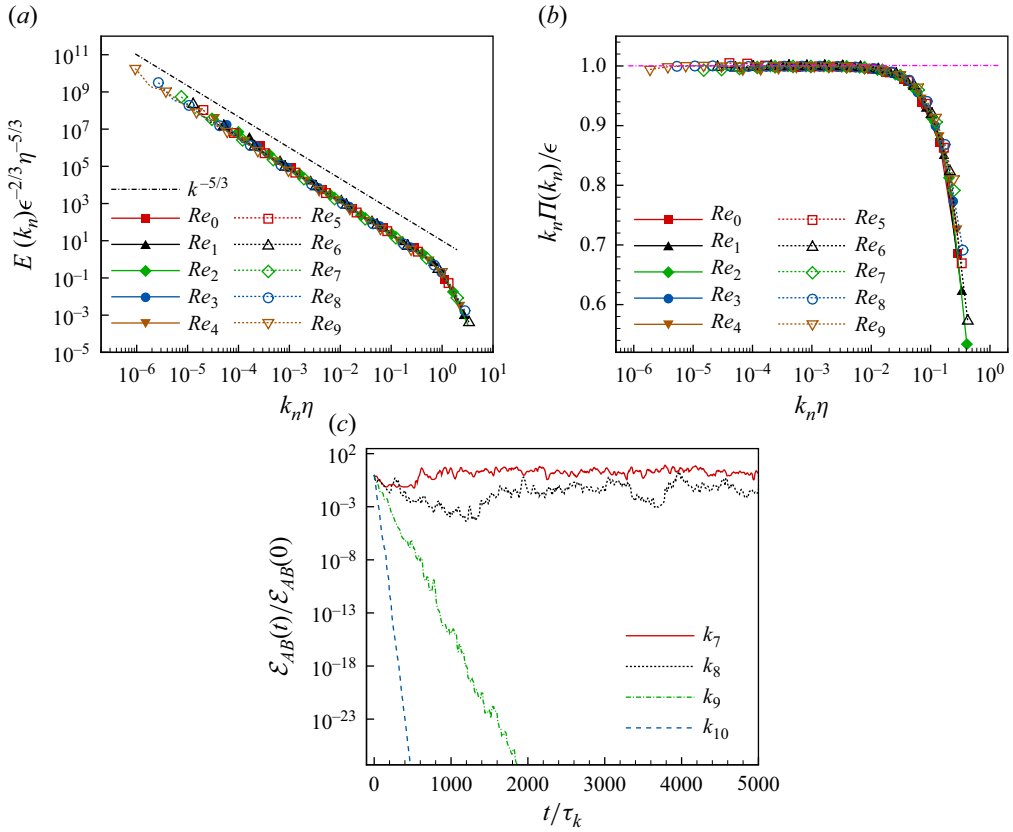 (a)
10^11
10^9
10^7
10^5
10^3
10^1
10^−1
10^−3
10^−5
E (k_n)ϵ^−2/3η^−5/3
k^−5/3
Re_0 Re_5
Re_1 Re_6
Re_2 Re_7
Re_3 Re_8
Re_4 Re_9
10^−6 10^−5 10^−4 10^−3 10^−2 10^−1 10^0 10^1
k_nη
(b)
1.0
0.9
0.8
0.7
0.6
k_nΠ(k_n)/ϵ
Re_0 Re_5
Re_1 Re_6
Re_2 Re_7
Re_3 Re_8
Re_4 Re_9
10^−6 10^−5 10^−4 10^−3 10^−2 10^−1 10^0
k_nη
(c)
10^2
10^−3
10^−8
10^−13
10^−18
10^−23
ℰ_AB(t)/ℰ_AB(0)
k_7
k_8
k_9
k_10
0 1000 2000 3000 4000 5000
t/τ_k